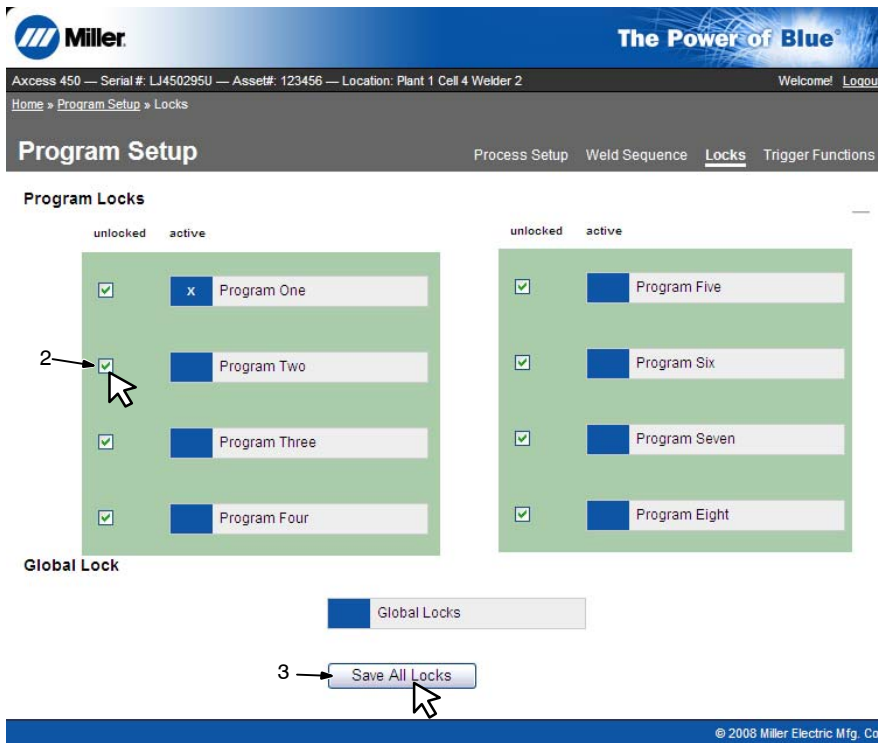 Miller.
The Power of Blue®
Axcess 450 — Serial #: LJ450295U — Asset#: 123456 — Location: Plant 1 Cell 4 Welder 2
Welcome! Logou
Home » Program Setup » Locks
Program Setup
Process Setup Weld Sequence Locks Trigger Functions
Program Locks
unlocked active
x Program One
2 Program Two
Program Three
Program Four
unlocked active
Program Five
Program Six
Program Seven
Program Eight
Global Lock
Global Locks
3 Save All Locks
© 2008 Miller Electric Mfg. Co